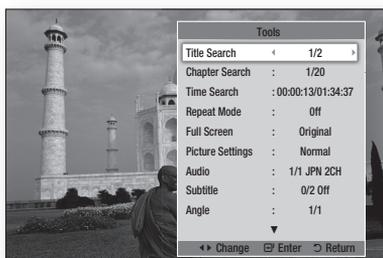 Tools
Title Search ◂ 1/2 ▸
Chapter Search : 1/20
Time Search : 00:00:13/01:34:37
Repeat Mode : Off
Full Screen : Original
Picture Settings : Normal
Audio : 1/1 JPN 2CH
Subtitle : 0/2 Off
Angle : 1/1
▼
◂▸ Change Enter Return